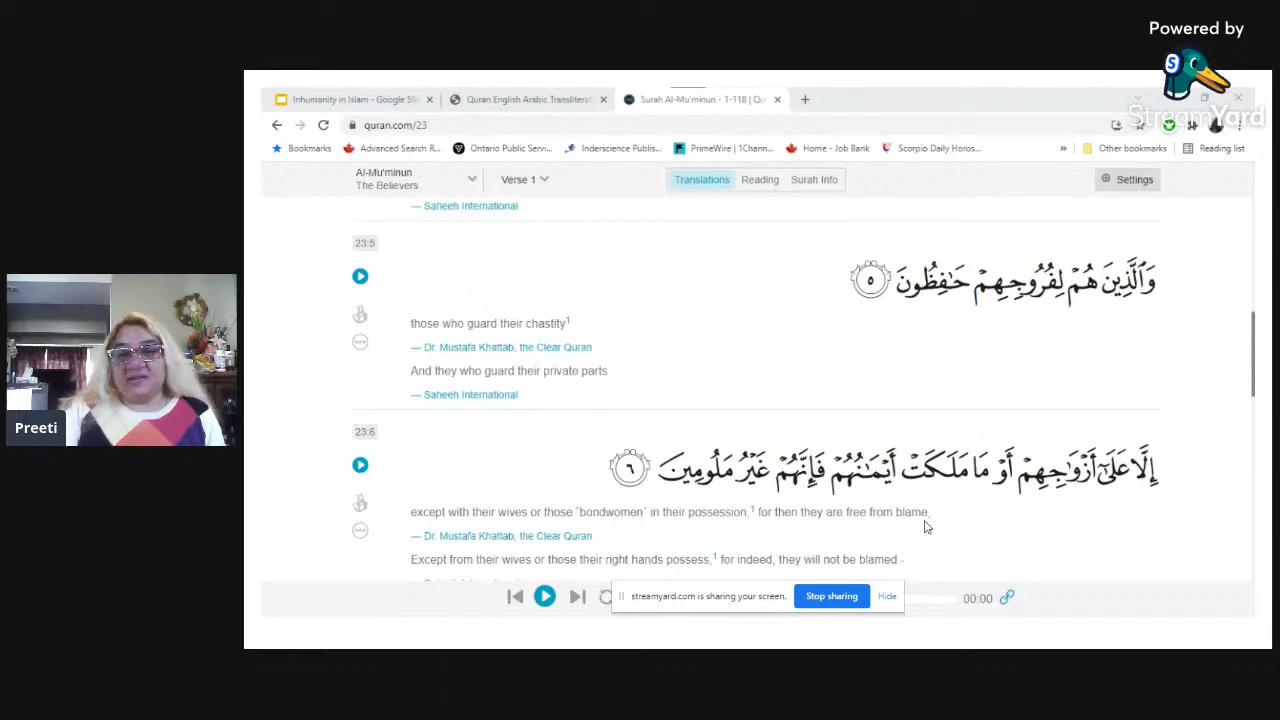 Powered by
S
StreamYard
Inhumanity in Islam - Google Sli
Quran English Arabic Transliterat
Surah Al-Mu'minun - 1-118 | Qur
quran.com/23
Bookmarks
Advanced Search R...
Ontario Public Servi...
Inderscience Publis...
PrimeWire | 1Chann...
Home - Job Bank
Scorpio Daily Horos...
»
Other bookmarks
Reading list
Al-Mu'minun
The Believers
Verse 1
Translations
Reading
Surah Info
Settings
— Saheeh International
23:5
وَٱلَّذِينَ هُمْ لِفُرُوجِهِمْ حَـٰفِظُونَ ٥
those who guard their chastity1
— Dr. Mustafa Khattab, the Clear Quran
And they who guard their private parts
— Saheeh International
23:6
إِلَّا عَلَىٰٓ أَزْوَٰجِهِمْ أَوْ مَا مَلَكَتْ أَيْمَـٰنُهُمْ فَإِنَّهُمْ غَيْرُ مَلُومِينَ ٦
except with their wives or those ˹bondwomen˺ in their possession,1 for then they are free from blame,
— Dr. Mustafa Khattab, the Clear Quran
Except from their wives or those their right hands possess,1 for indeed, they will not be blamed -
streamyard.com is sharing your screen.
Stop sharing
Hide
00:00
Preeti